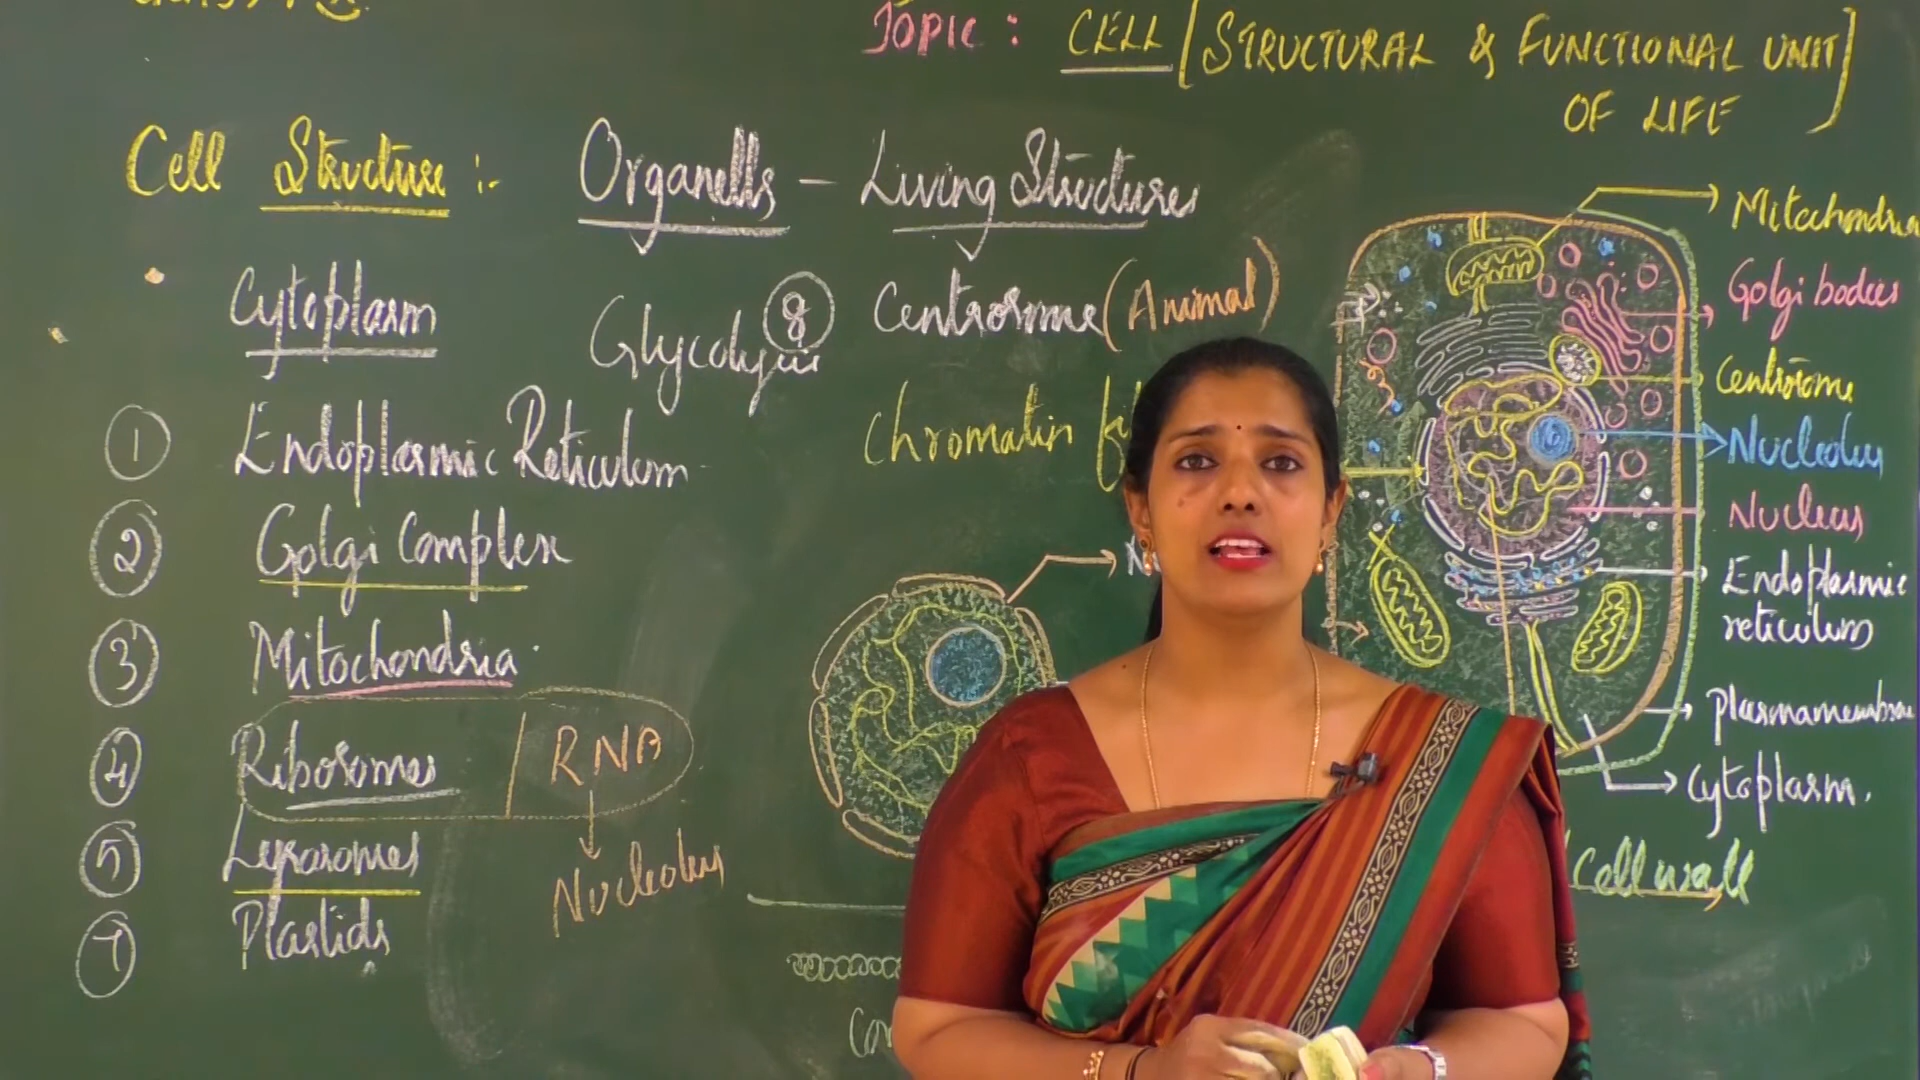 Topic : CELL [STRUCTURAL & FUNCTIONAL UNIT]
OF LIFE
Cell Structure :-
Organells - Living Structures
Cytoplasm
Glycolysis
8 Centrosome (Animal)
1 Endoplasmic Reticulum
Chromatin
2 Golgi Complex
3 Mitochondria
4 Ribosomes | RNA
Nucleolus
5 Lysosomes
7 Plastids
Mitochondria
Golgi bodies
Centrosome
Nucleolus
Nucleus
Endoplasmic
reticulum
Plasmamembrane
Cytoplasm.
Cell wall